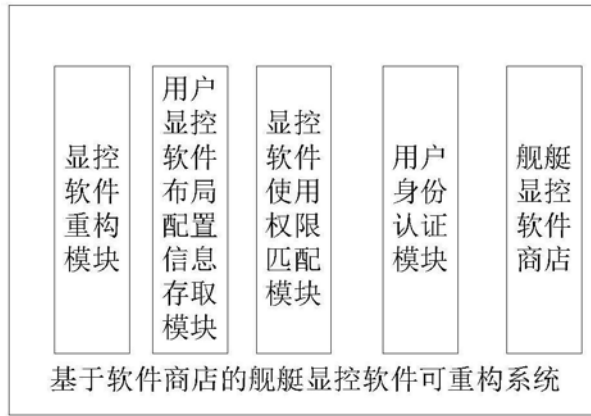 显控
软件
重构
模块
用户
显控
软件
布局
配置
信息
存取
模块
显控
软件
使用
权限
匹配
模块
用户
身份
认证
模块
舰艇
显控
软件
商店
基于软件商店的舰艇显控软件可重构系统